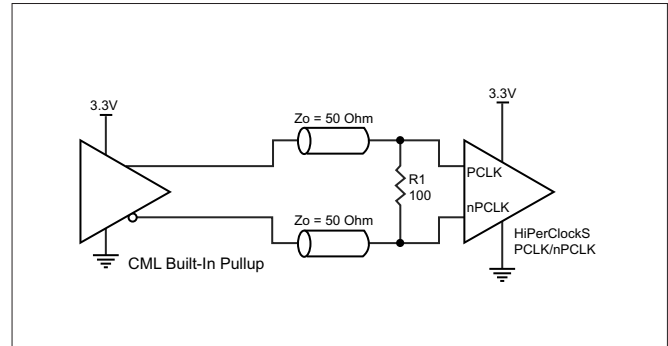 3.3V
3.3V
Zo = 50 Ohm
PCLK
R1
100
nPCLK
Zo = 50 Ohm
HiPerClockS
PCLK/nPCLK
CML Built-In Pullup